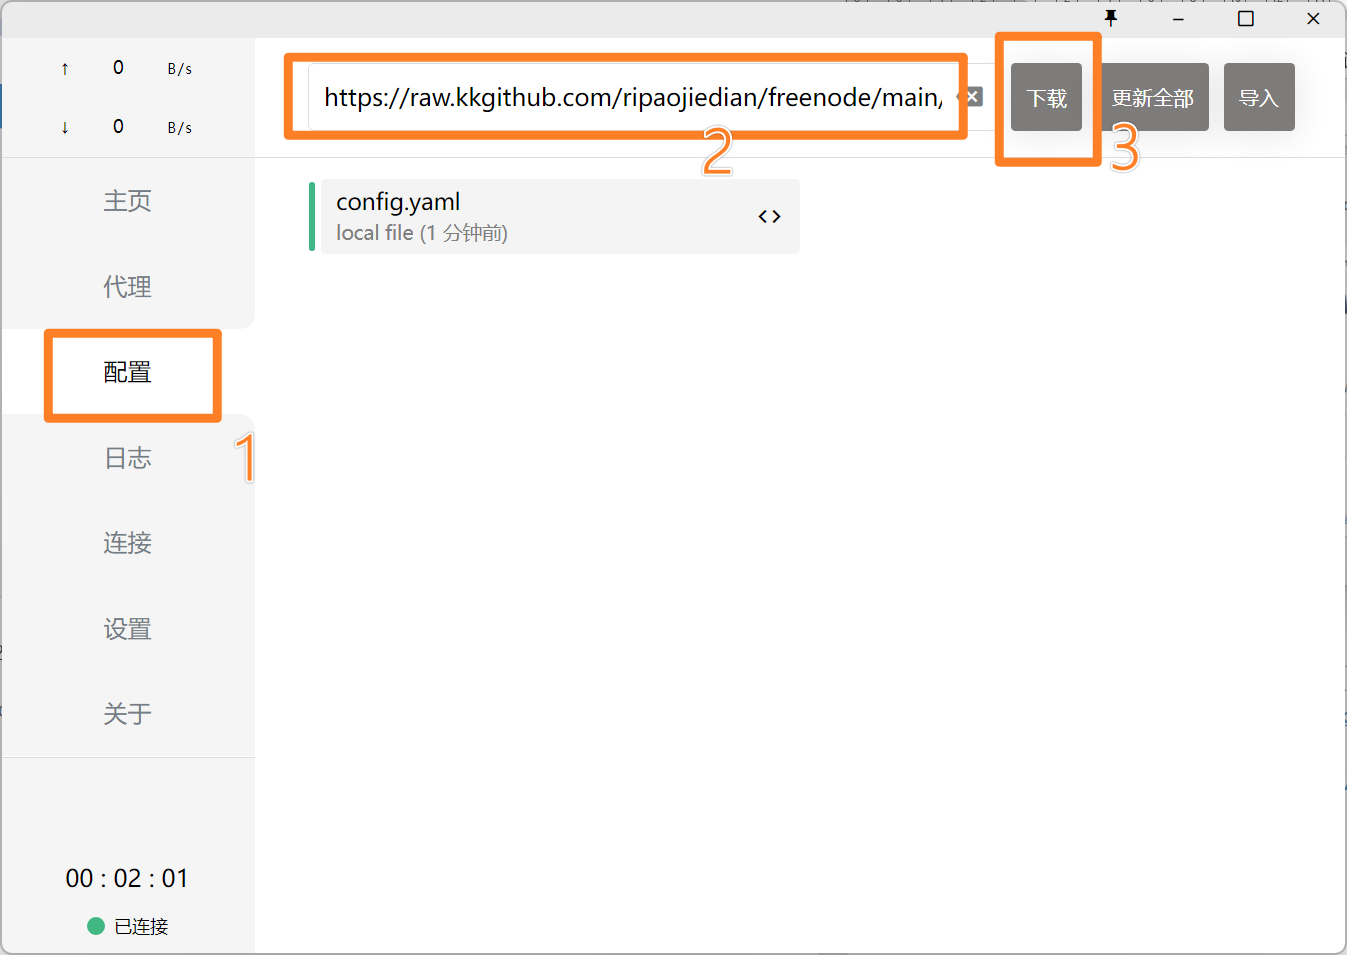 ↑ 0 B/s
↓ 0 B/s
https://raw.kkgithub.com/ripaojiedian/freenode/main/
下载
更新全部
导入
2
3
config.yaml
local file (1 分钟前)
主页
代理
配置
1
日志
连接
设置
关于
00 : 02 : 01
已连接